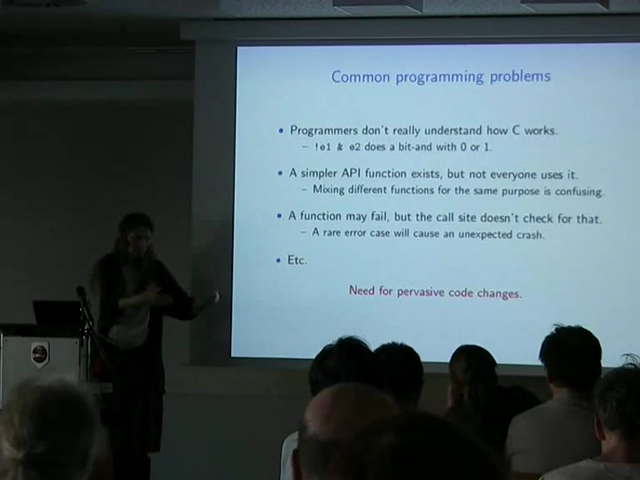 Common programming problems
• Programmers don't really understand how C works.
– !e1 & e2 does a bit-and with 0 or 1.
• A simpler API function exists, but not everyone uses it.
– Mixing different functions for the same purpose is confusing.
• A function may fail, but the call site doesn't check for that.
– A rare error case will cause an unexpected crash.
• Etc.
Need for pervasive code changes.